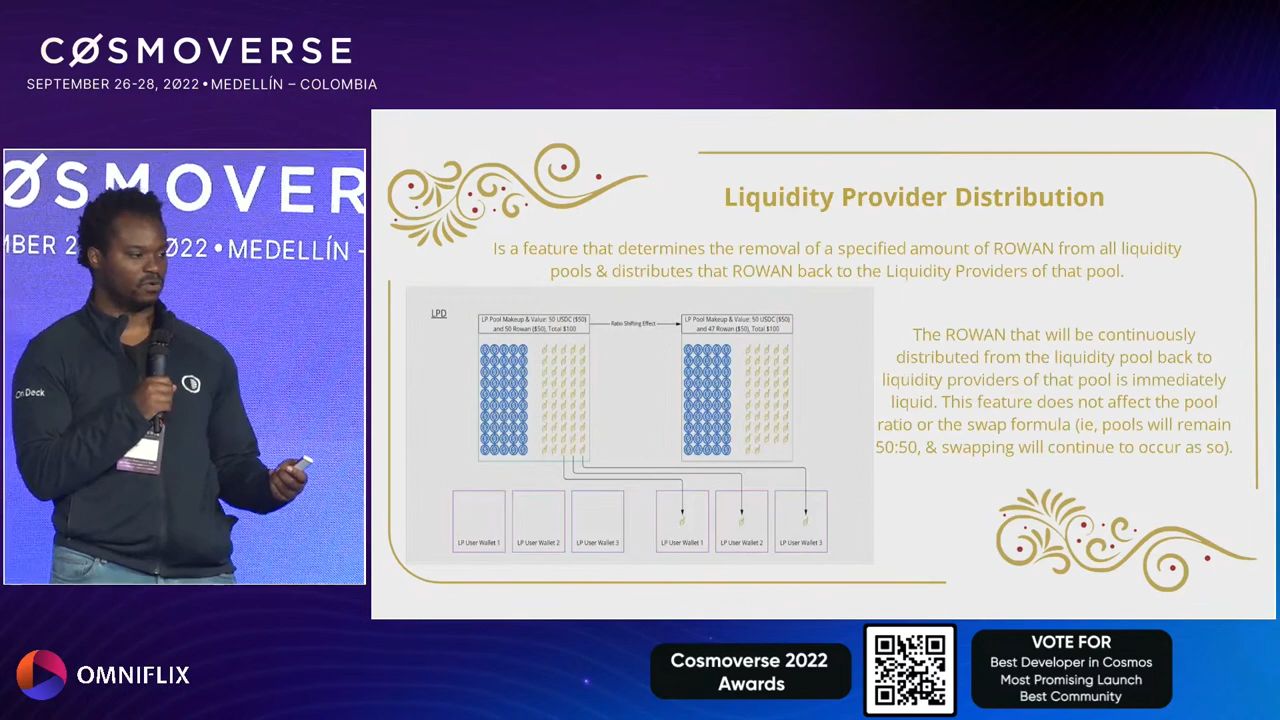 CØSMOVERSE
SEPTEMBER 26-28, 2Ø22 • MEDELLÍN – COLOMBIA
ØSMOVER
MBER 2 Ø22 • MEDELLÍN -
On Deck
Liquidity Provider Distribution
Is a feature that determines the removal of a specified amount of ROWAN from all liquidity
pools & distributes that ROWAN back to the Liquidity Providers of that pool.
LPD
LP Pool Makeup & Value: 50 USDC ($50)
and 50 Rowan ($50), Total $100
Ratio Shifting Effect
LP Pool Makeup & Value: 50 USDC ($50)
and 47 Rowan ($50), Total $100
LP User Wallet 1
LP User Wallet 2
LP User Wallet 3
LP User Wallet 1
LP User Wallet 2
LP User Wallet 3
The ROWAN that will be continuously
distributed from the liquidity pool back to
liquidity providers of that pool is immediately
liquid. This feature does not affect the pool
ratio or the swap formula (ie, pools will remain
50:50, & swapping will continue to occur as so).
OMNIFLIX
Cosmoverse 2022
Awards
VOTE FOR
Best Developer in Cosmos
Most Promising Launch
Best Community